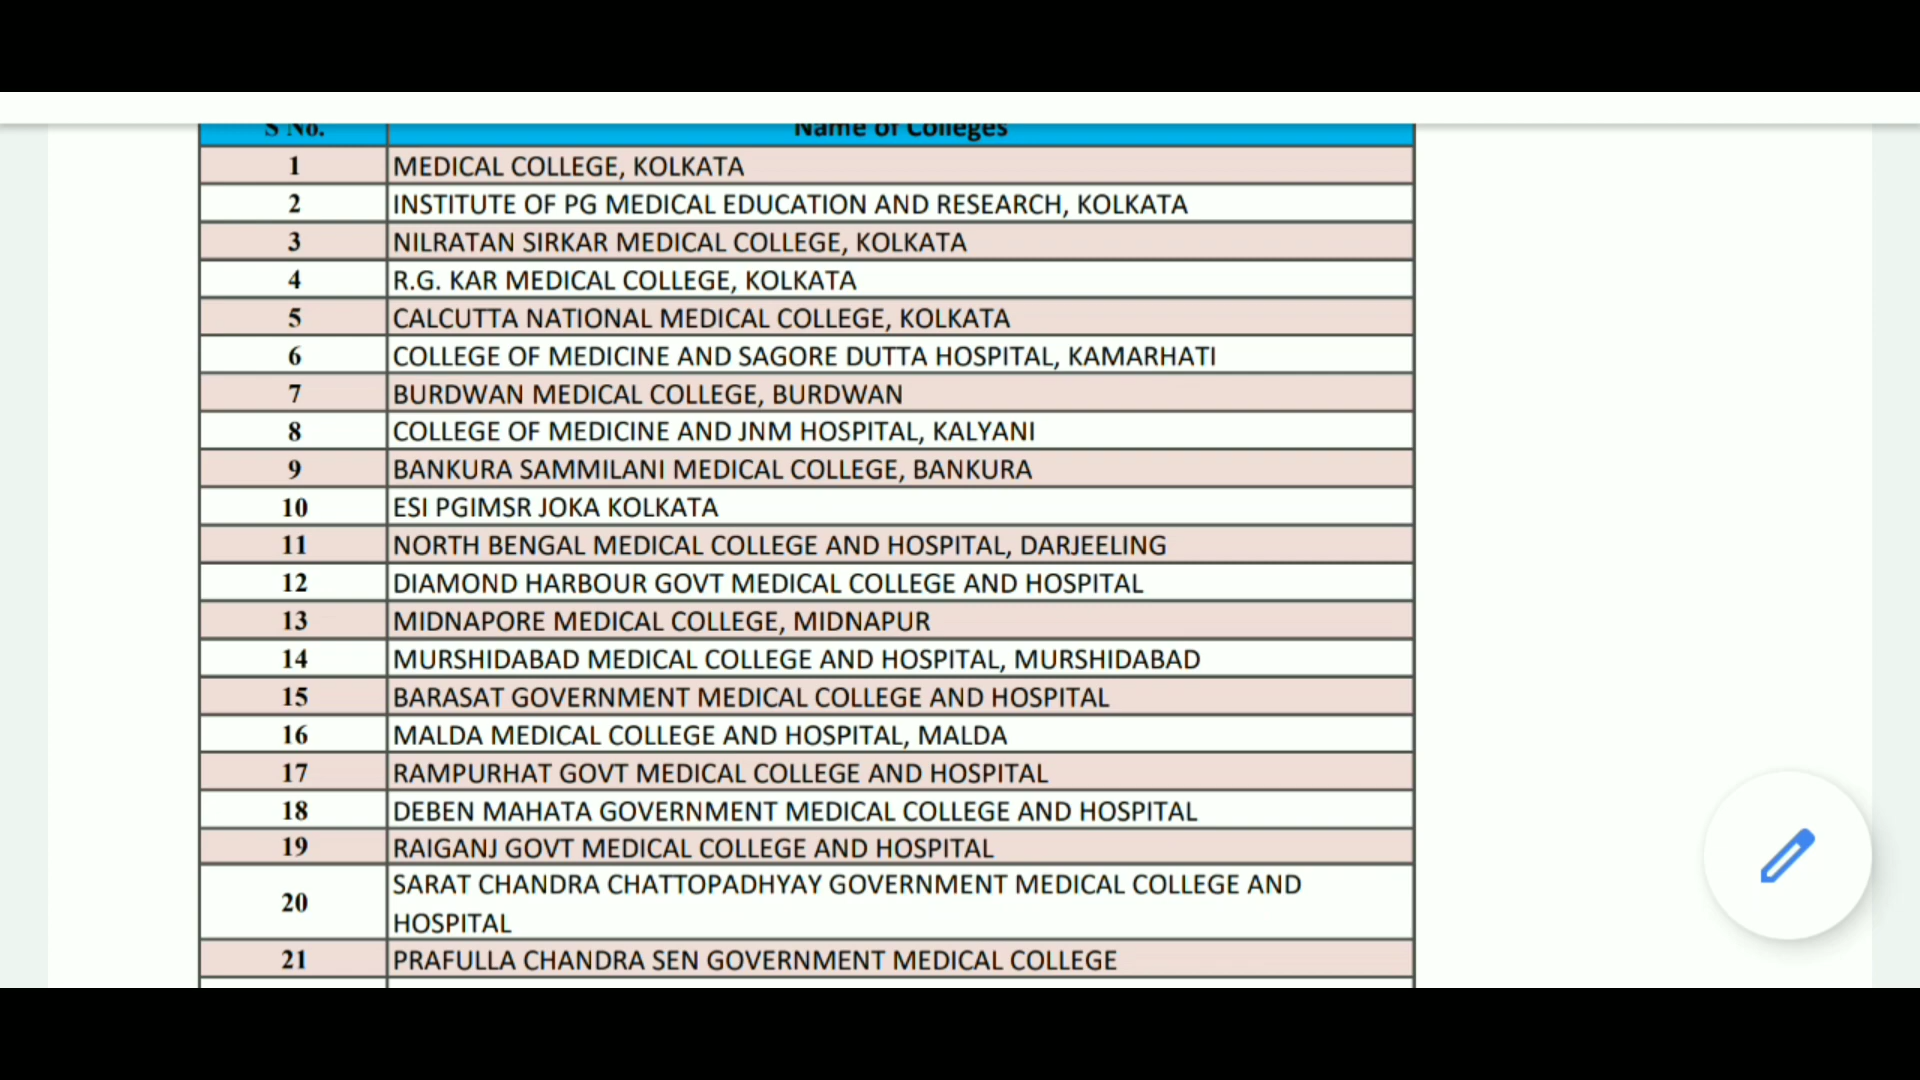 S No. Name of Colleges
1 MEDICAL COLLEGE, KOLKATA
2 INSTITUTE OF PG MEDICAL EDUCATION AND RESEARCH, KOLKATA
3 NILRATAN SIRKAR MEDICAL COLLEGE, KOLKATA
4 R.G. KAR MEDICAL COLLEGE, KOLKATA
5 CALCUTTA NATIONAL MEDICAL COLLEGE, KOLKATA
6 COLLEGE OF MEDICINE AND SAGORE DUTTA HOSPITAL, KAMARHATI
7 BURDWAN MEDICAL COLLEGE, BURDWAN
8 COLLEGE OF MEDICINE AND JNM HOSPITAL, KALYANI
9 BANKURA SAMMILANI MEDICAL COLLEGE, BANKURA
10 ESI PGIMSR JOKA KOLKATA
11 NORTH BENGAL MEDICAL COLLEGE AND HOSPITAL, DARJEELING
12 DIAMOND HARBOUR GOVT MEDICAL COLLEGE AND HOSPITAL
13 MIDNAPORE MEDICAL COLLEGE, MIDNAPUR
14 MURSHIDABAD MEDICAL COLLEGE AND HOSPITAL, MURSHIDABAD
15 BARASAT GOVERNMENT MEDICAL COLLEGE AND HOSPITAL
16 MALDA MEDICAL COLLEGE AND HOSPITAL, MALDA
17 RAMPURHAT GOVT MEDICAL COLLEGE AND HOSPITAL
18 DEBEN MAHATA GOVERNMENT MEDICAL COLLEGE AND HOSPITAL
19 RAIGANJ GOVT MEDICAL COLLEGE AND HOSPITAL
20 SARAT CHANDRA CHATTOPADHYAY GOVERNMENT MEDICAL COLLEGE AND
HOSPITAL
21 PRAFULLA CHANDRA SEN GOVERNMENT MEDICAL COLLEGE